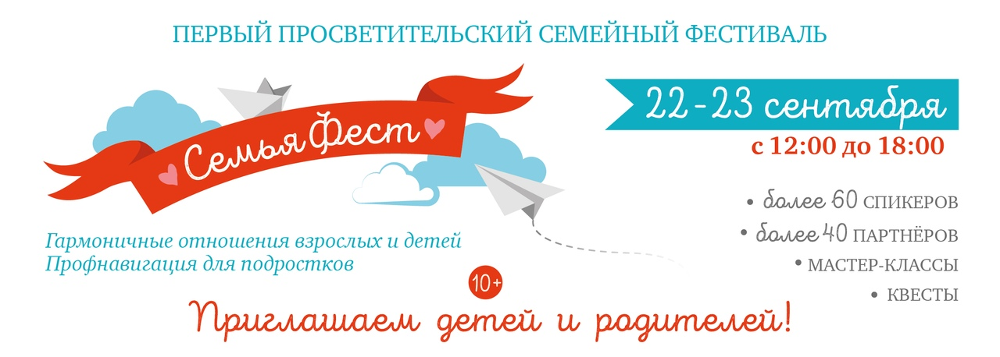 ПЕРВЫЙ ПРОСВЕТИТЕЛЬСКИЙ СЕМЕЙНЫЙ ФЕСТИВАЛЬ
Семья Фест
22-23 сентября
с 12:00 до 18:00
• более 60 СПИКЕРОВ
• более 40 ПАРТНЁРОВ
• МАСТЕР-КЛАССЫ
• КВЕСТЫ
Гармоничные отношения взрослых и детей
Профнавигация для подростков
10+
Приглашаем детей и родителей!